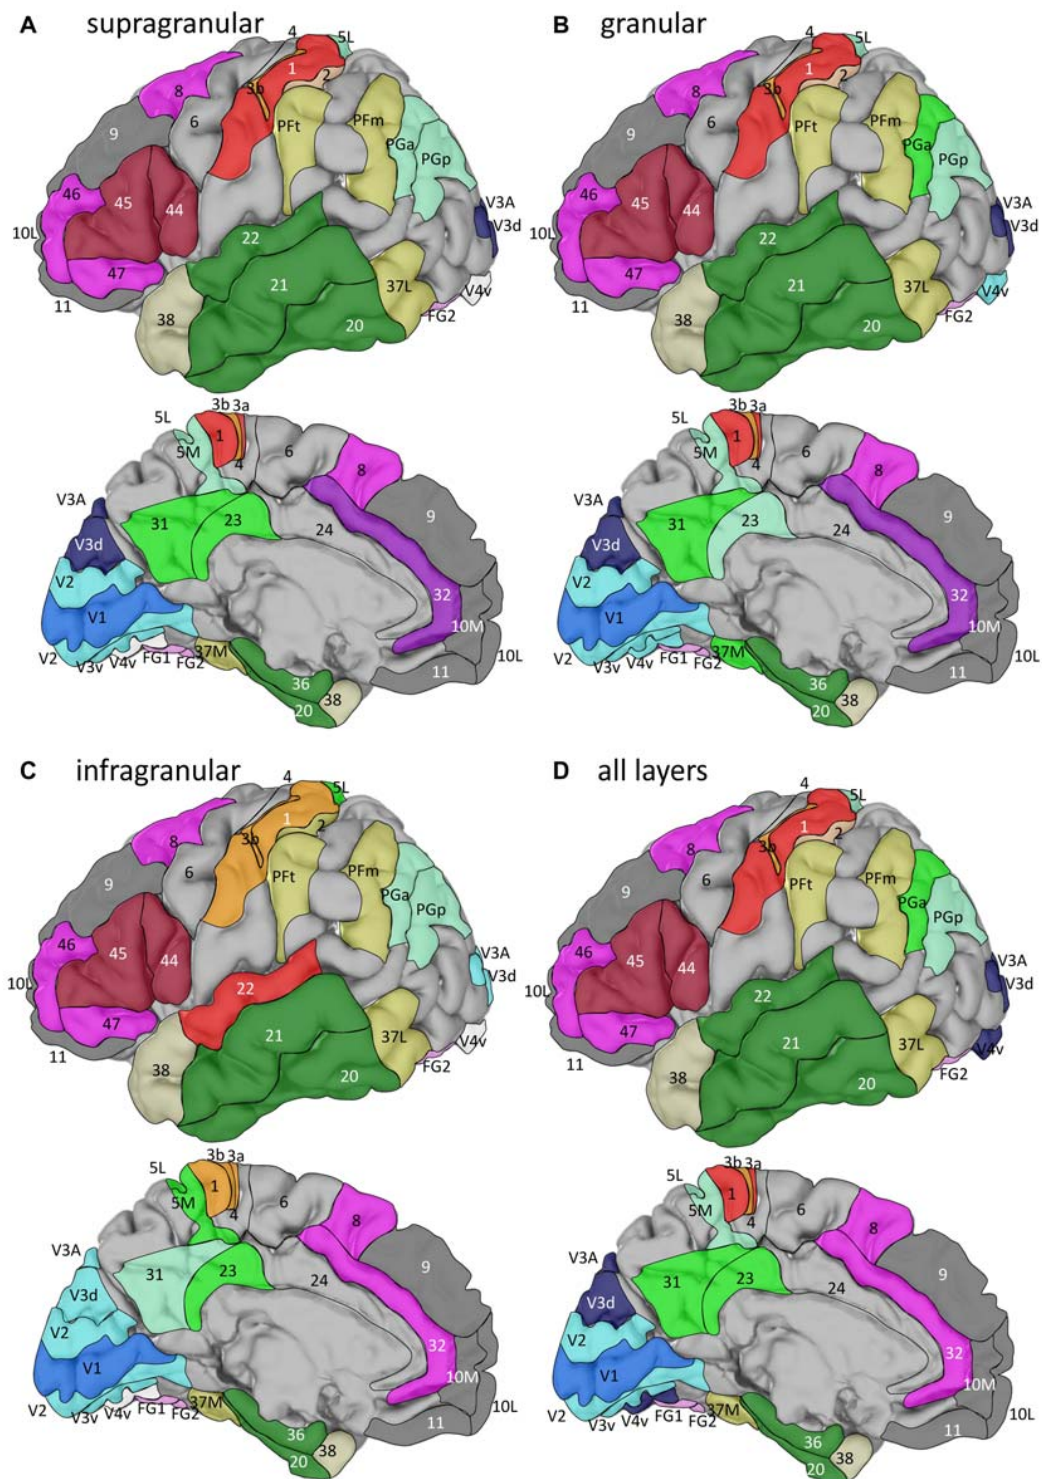 A supragranular
4
5L
1
3b
2
8
6
9
PFt
PFm
PGa
PGp
46
45
44
V3A
V3d
10L
22
47
21
37L
V4v
11
FG2
38
20
3b 3a
5L
1
5M
4
6
8
V3A
31
23
9
V3d
24
V2
V1
32
10M
V2
V3v
V4v
FG1
FG2
37M
10L
36
11
38
20
B granular
4
5L
1
3b
2
8
6
9
PFt
PFm
PGa
PGp
46
45
44
V3A
V3d
10L
22
47
21
37L
V4v
11
FG2
38
20
3b 3a
5L
1
5M
4
6
8
V3A
31
23
9
V3d
24
V2
V1
32
10M
V2
V3v
V4v
FG1
FG2
37M
10L
36
11
38
20
C infragranular
4
5L
1
3b
2
8
6
9
PFt
PFm
PGa
PGp
46
45
44
V3A
V3d
10L
22
47
21
37L
V4v
11
FG2
38
20
3b 3a
5L
1
5M
4
6
8
V3A
31
23
9
V3d
24
V2
V1
32
10M
V2
V3v
V4v
FG1
FG2
37M
10L
36
11
38
20
D all layers
4
5L
1
3b
2
8
6
9
PFt
PFm
PGa
PGp
46
45
44
V3A
V3d
10L
22
47
21
37L
V4v
11
FG2
38
20
3b 3a
5L
1
5M
4
6
8
V3A
31
23
9
V3d
24
V2
V1
32
10M
V2
V3v
V4v
FG1
FG2
37M
10L
36
11
38
20